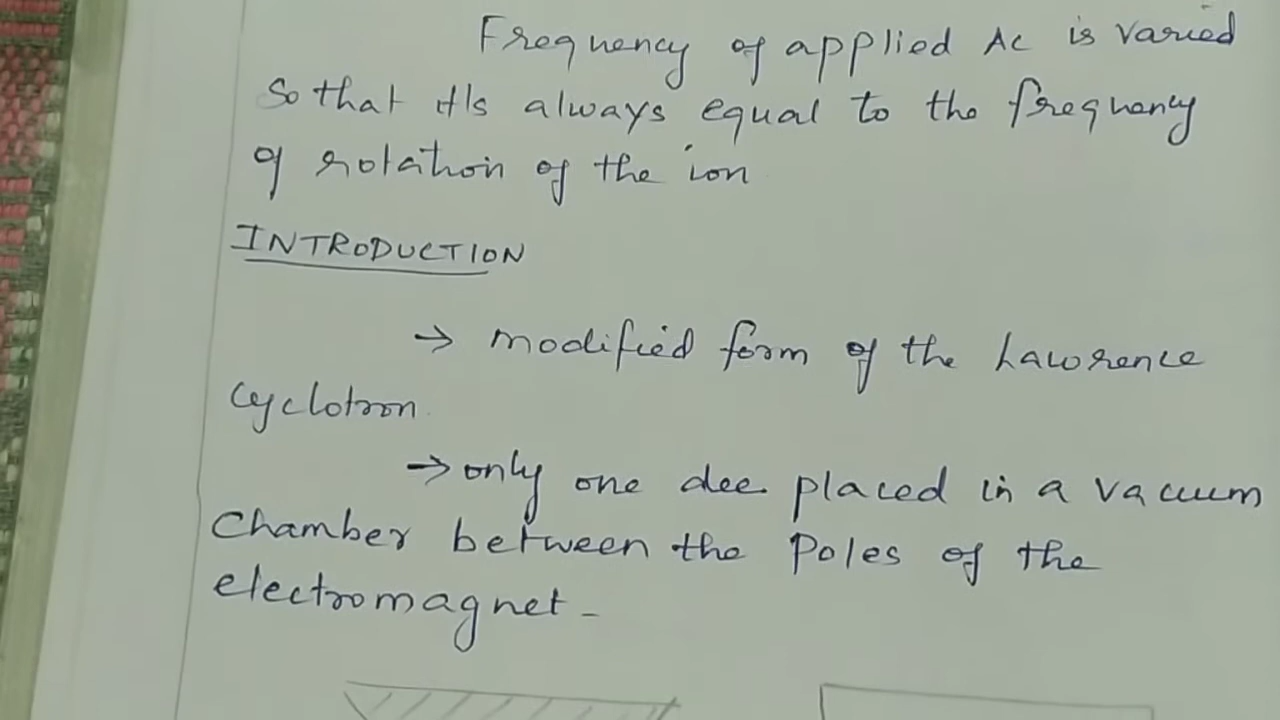 Frequency of applied AC is varied
So that it's always equal to the frequency
of rotation of the ion
INTRODUCTION
→ modified form of the Lawrence
Cyclotron.
→ only one dee placed in a vacuum
Chamber between the Poles of the
electromagnet-